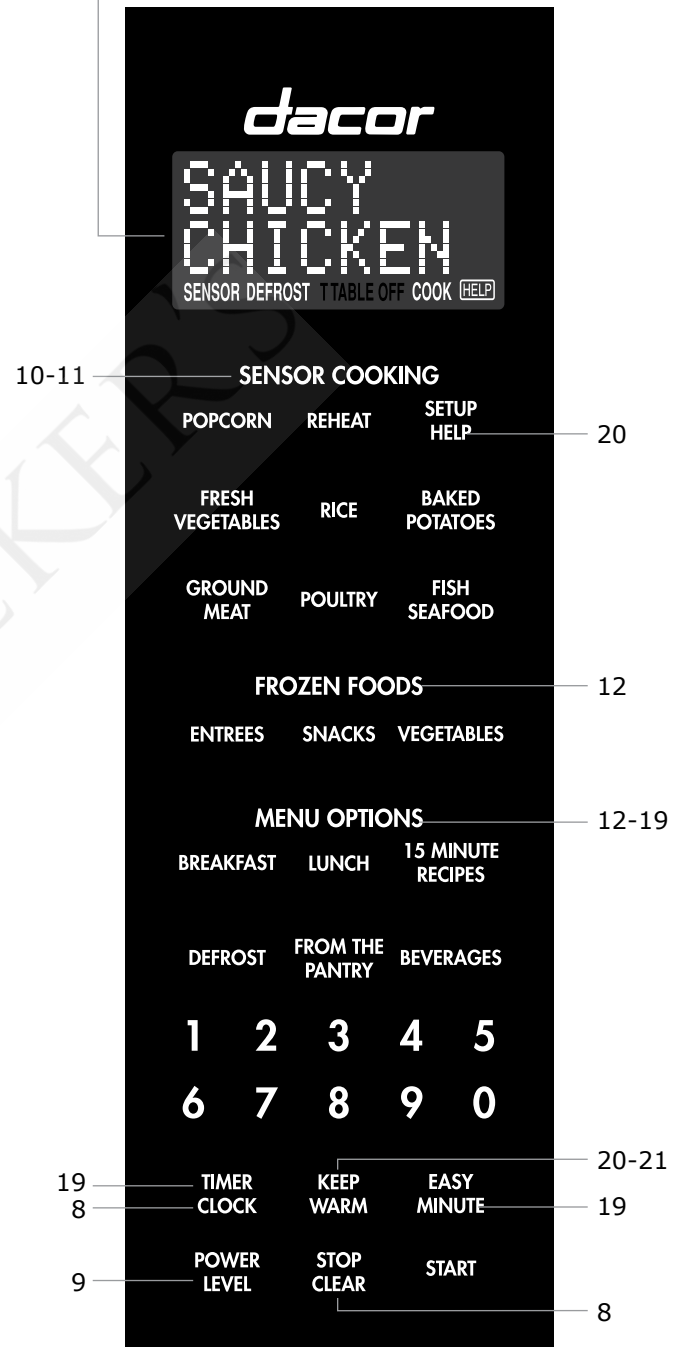 dacor
SAUCY
CHICKEN
SENSOR DEFROST T TABLE OFF COOK HELP
10-11 SENSOR COOKING
POPCORN REHEAT SETUP HELP 20
FRESH VEGETABLES RICE BAKED POTATOES
GROUND MEAT POULTRY FISH SEAFOOD
FROZEN FOODS 12
ENTREES SNACKS VEGETABLES
MENU OPTIONS 12-19
BREAKFAST LUNCH 15 MINUTE RECIPES
DEFROST FROM THE PANTRY BEVERAGES
1 2 3 4 5
6 7 8 9 0
19 TIMER KEEP EASY 20-21
8 CLOCK WARM MINUTE 19
9 POWER LEVEL STOP CLEAR START
8